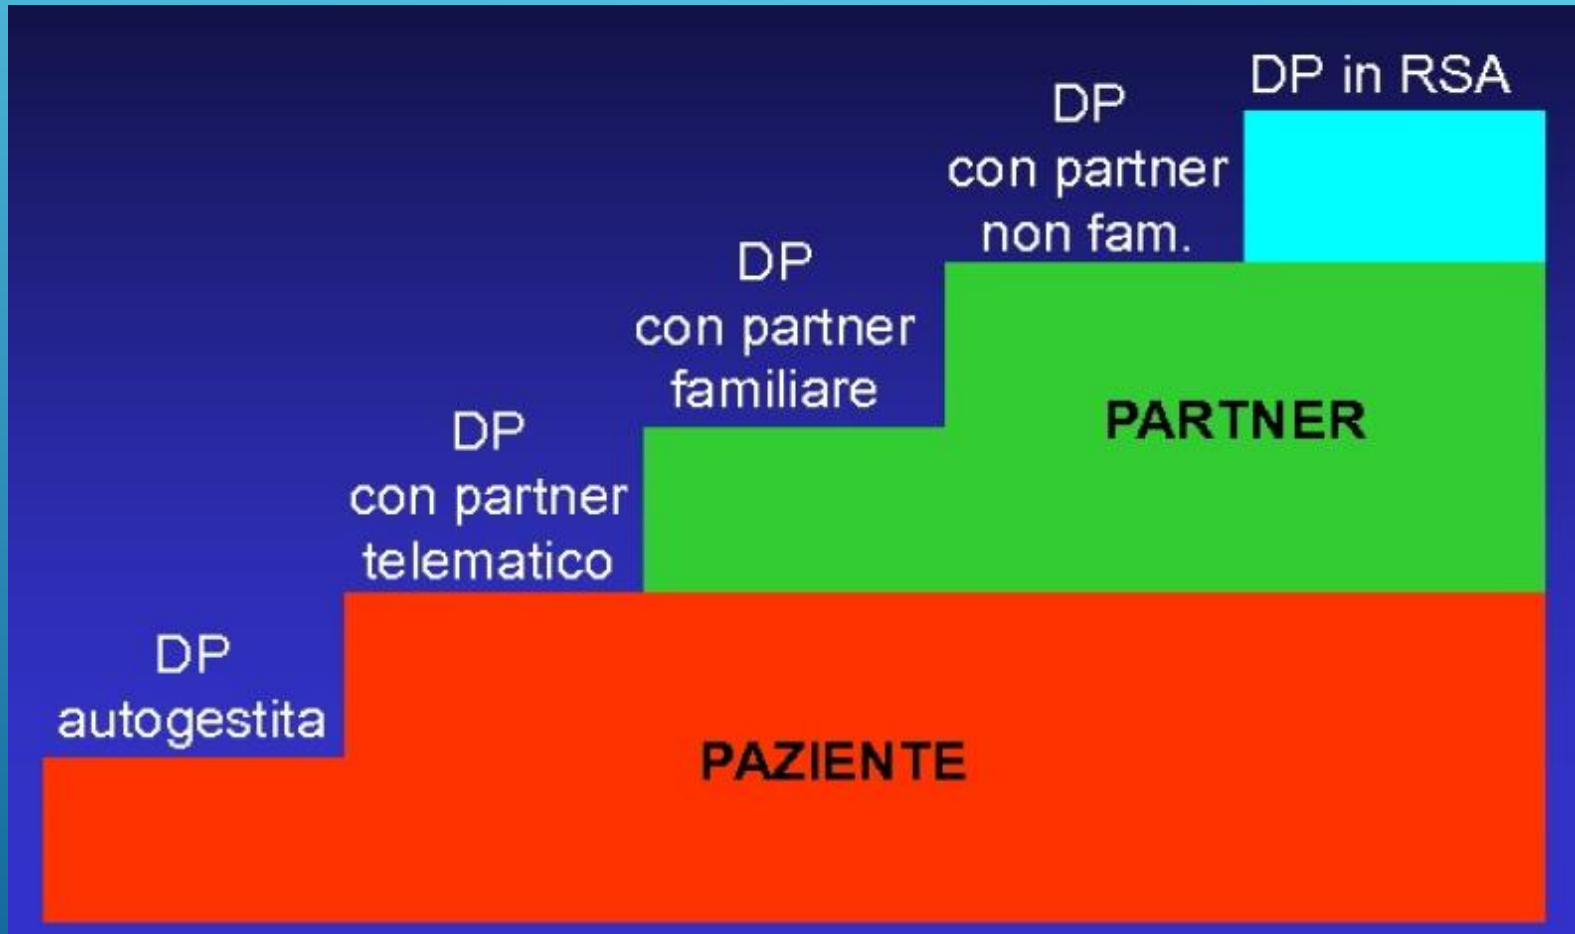 DP
autogestita
DP
con partner
telematico
DP
con partner
familiare
DP
con partner
non fam.
DP in RSA
PARTNER
PAZIENTE